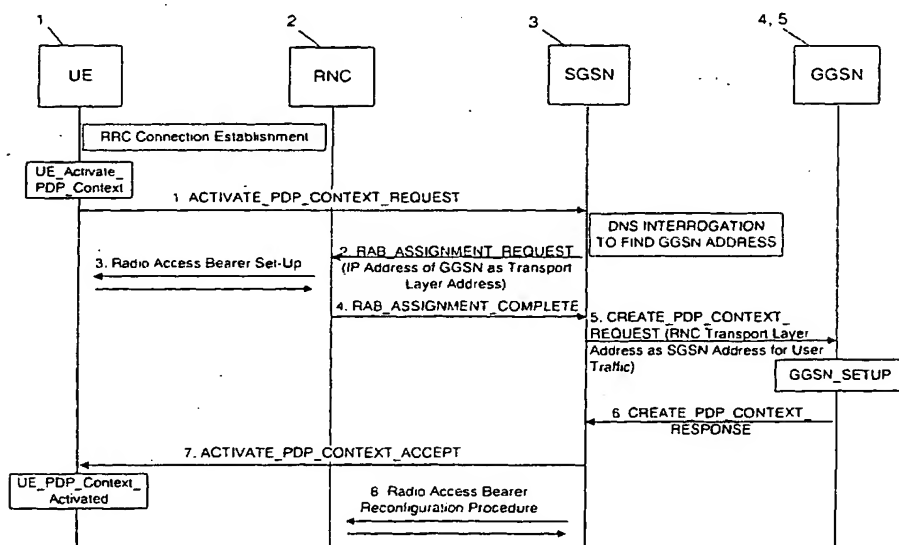 1
2
3
4, 5
UE
RNC
SGSN
GGSN
RRC Connection Establishment
UE_Activate_
PDP_Context
1 ACTIVATE_PDP_CONTEXT_REQUEST
DNS INTERROGATION
TO FIND GGSN ADDRESS
2. RAB_ASSIGNMENT_REQUEST
(IP Address of GGSN as Transport
Layer Address)
3. Radio Access Bearer Set-Up
4. RAB_ASSIGNMENT_COMPLETE
5. CREATE_PDP_CONTEXT_
REQUEST (RNC Transport Layer
Address as SGSN Address for User
Traffic)
GGSN_SETUP
6 CREATE_PDP_CONTEXT_
RESPONSE
7. ACTIVATE_PDP_CONTEXT_ACCEPT
UE_PDP_Context_
Activated
8 Radio Access Bearer
Reconfiguration Procedure